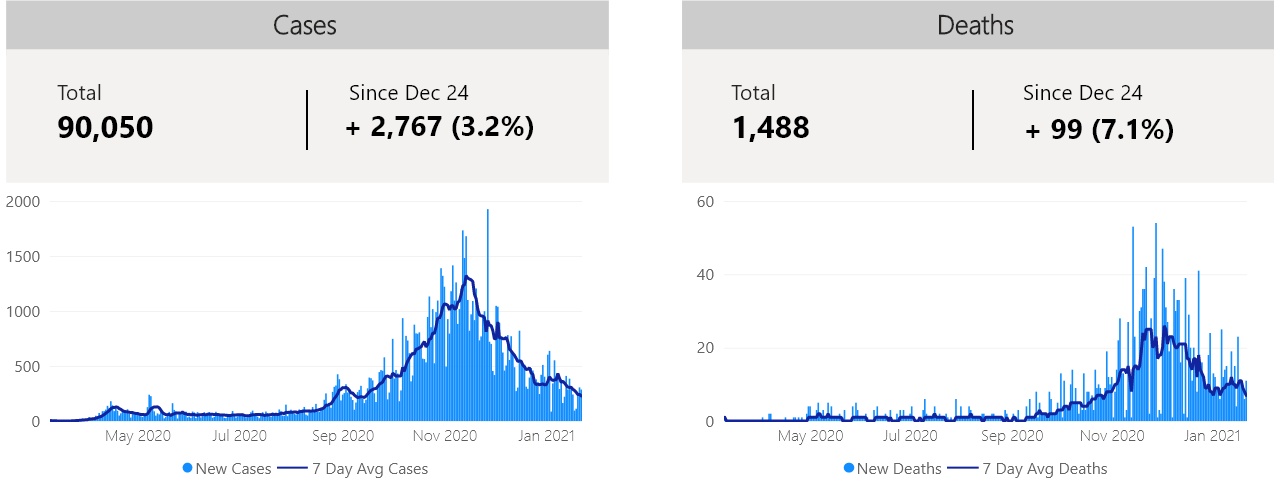 Cases
Total
Since Dec 24
90,050
+ 2,767 (3.2%)
2000
1500
1000
500
0
May 2020 Jul 2020 Sep 2020 Nov 2020 Jan 2021
New Cases 7 Day Avg Cases
Deaths
Total
Since Dec 24
1,488
+ 99 (7.1%)
60
40
20
0
May 2020 Jul 2020 Sep 2020 Nov 2020 Jan 2021
New Deaths 7 Day Avg Deaths